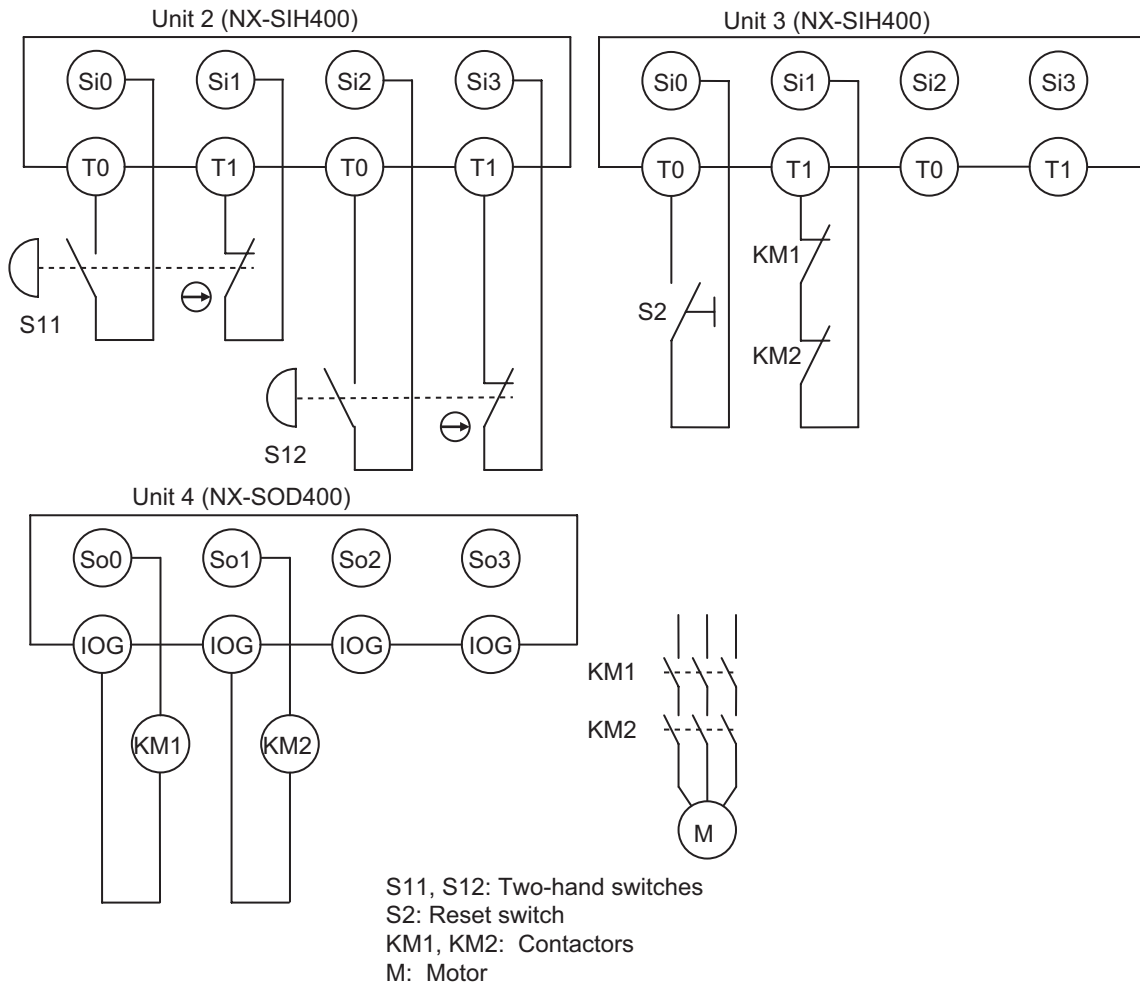 Unit 2 (NX-SIH400)
Si0 Si1 Si2 Si3
T0 T1 T0 T1
S11
S12
Unit 3 (NX-SIH400)
Si0 Si1 Si2 Si3
T0 T1 T0 T1
KM1
S2
KM2
Unit 4 (NX-SOD400)
So0 So1 So2 So3
IOG IOG IOG IOG
KM1 KM2
KM1
KM2
M
S11, S12: Two-hand switches
S2: Reset switch
KM1, KM2: Contactors
M: Motor